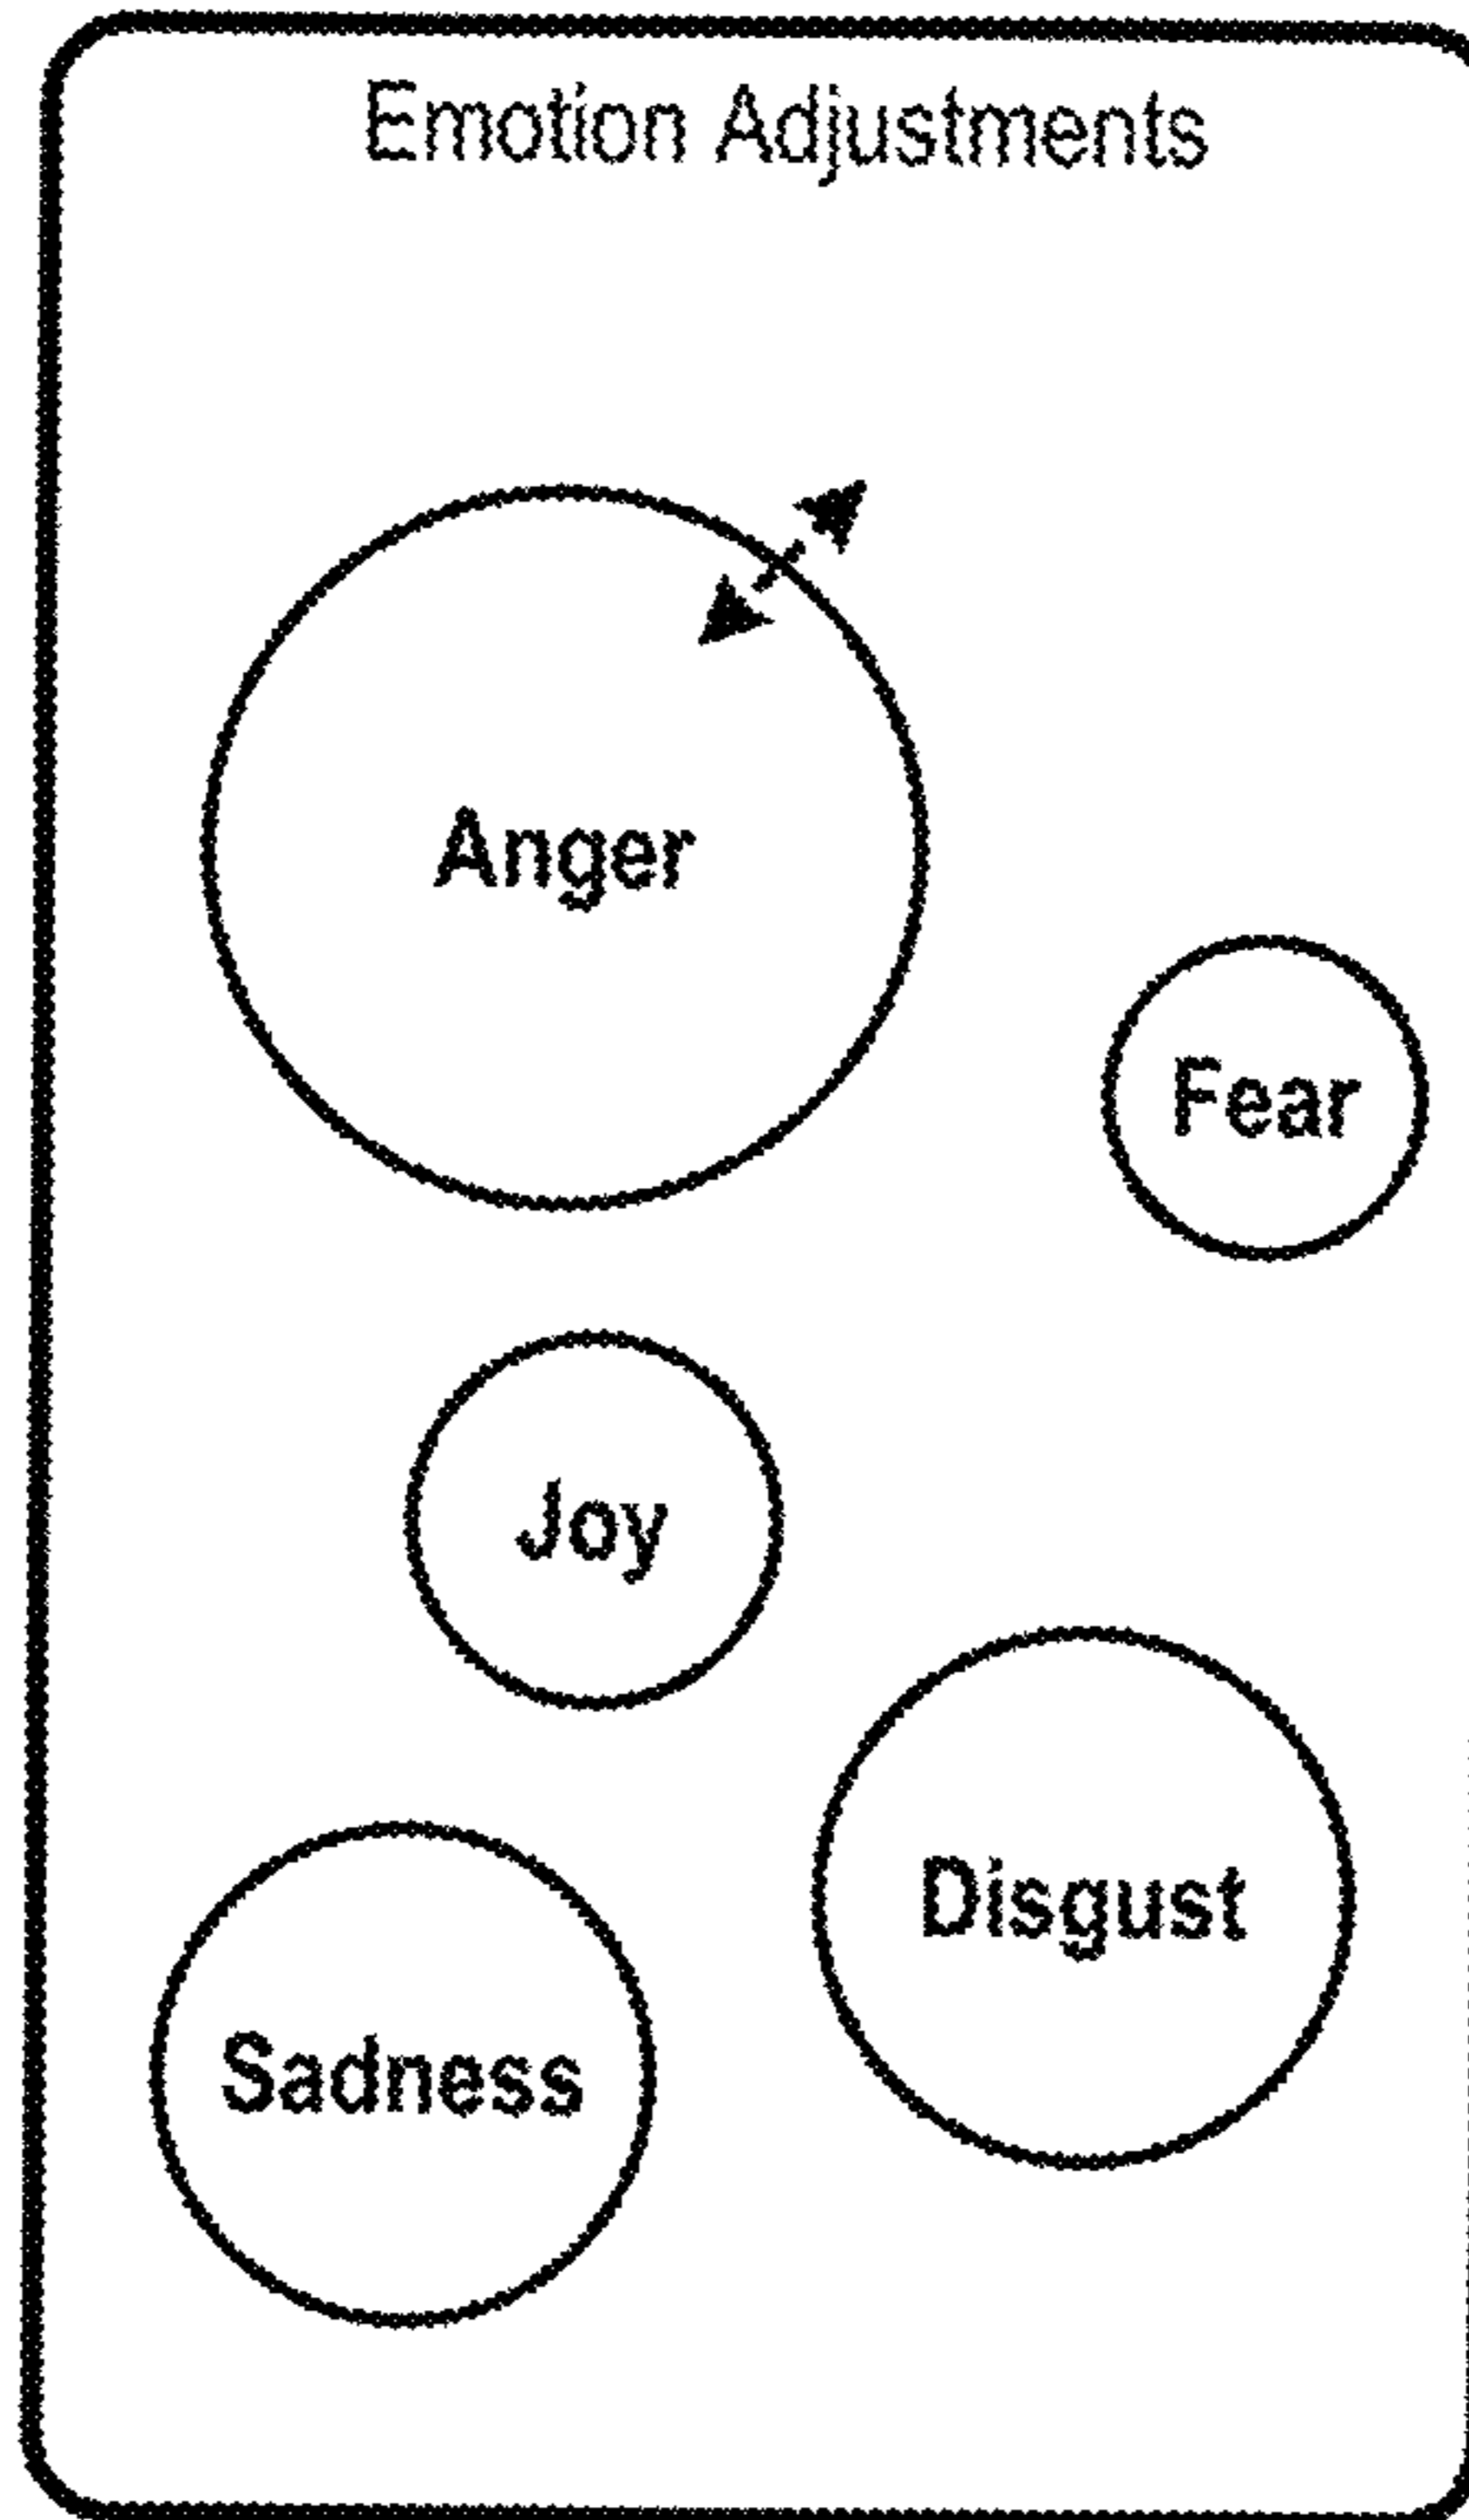 Emotion Adjustments
Anger
Fear
Joy
Disgust
Sadness